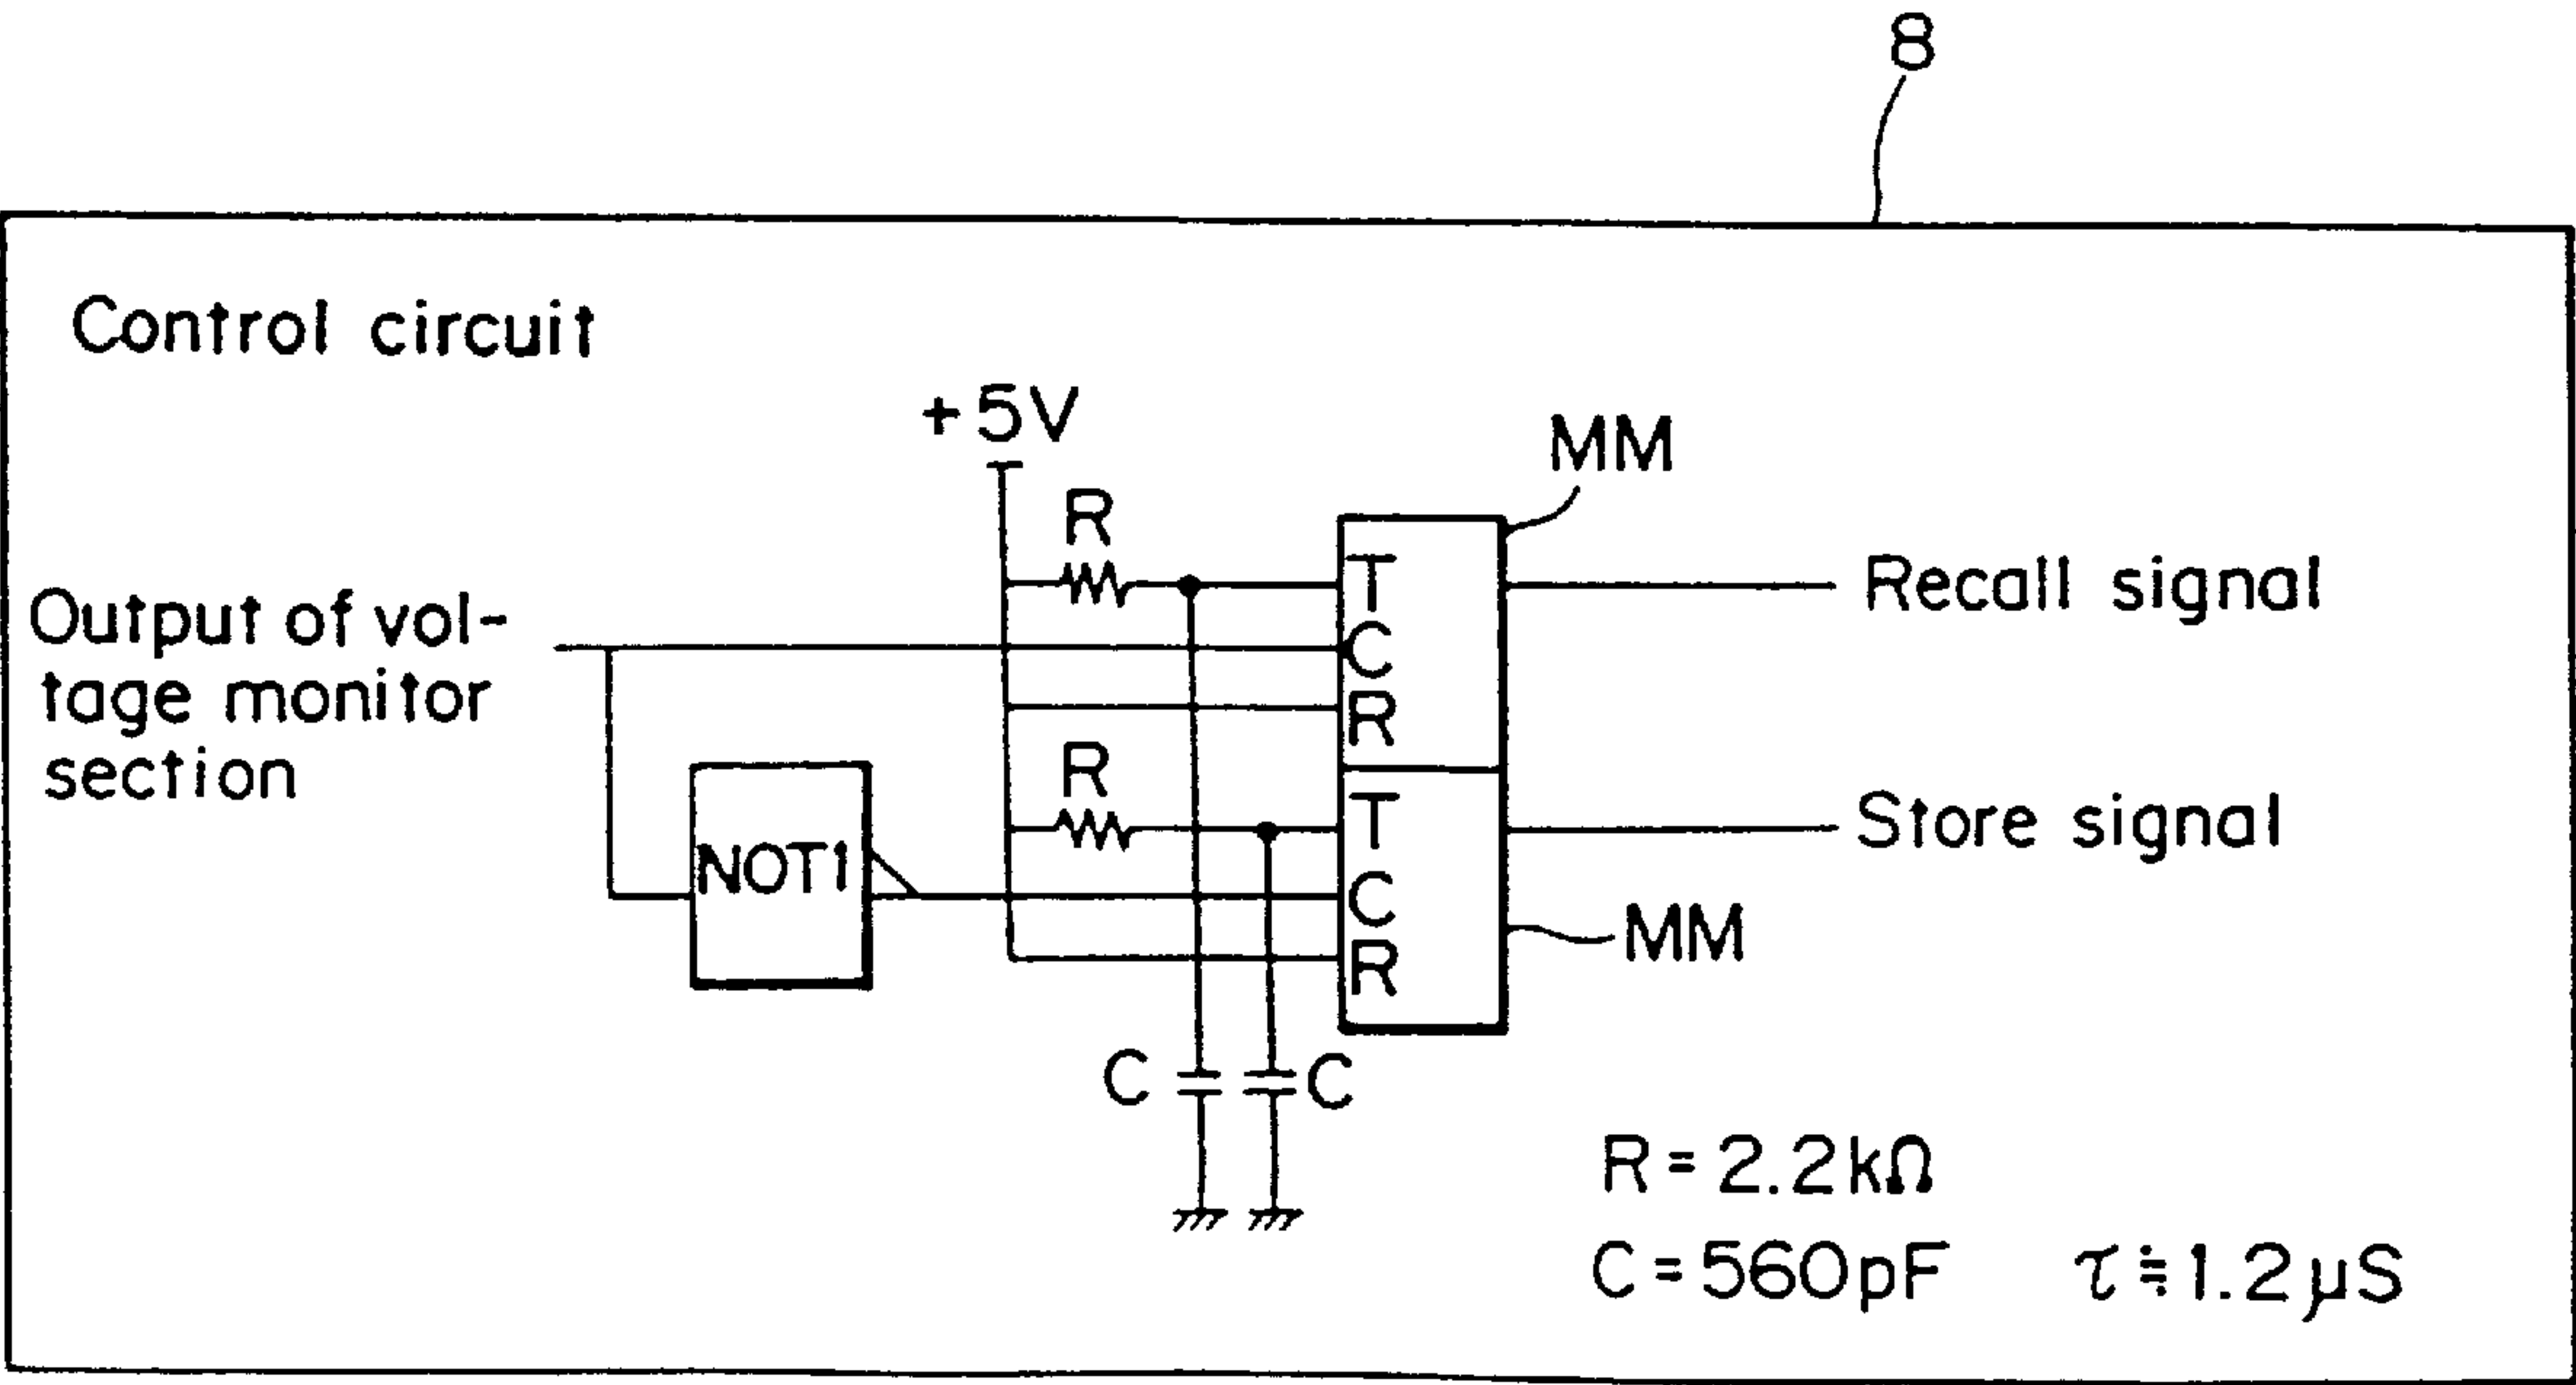 8
Control circuit
+5V
MM
R
T
Recall signal
Output of vol-
tage monitor
section
C
R
R
T
Store signal
NOT1
C
MM
R
C
C
R = 2.2kΩ
C = 560pF τ≒1.2μS